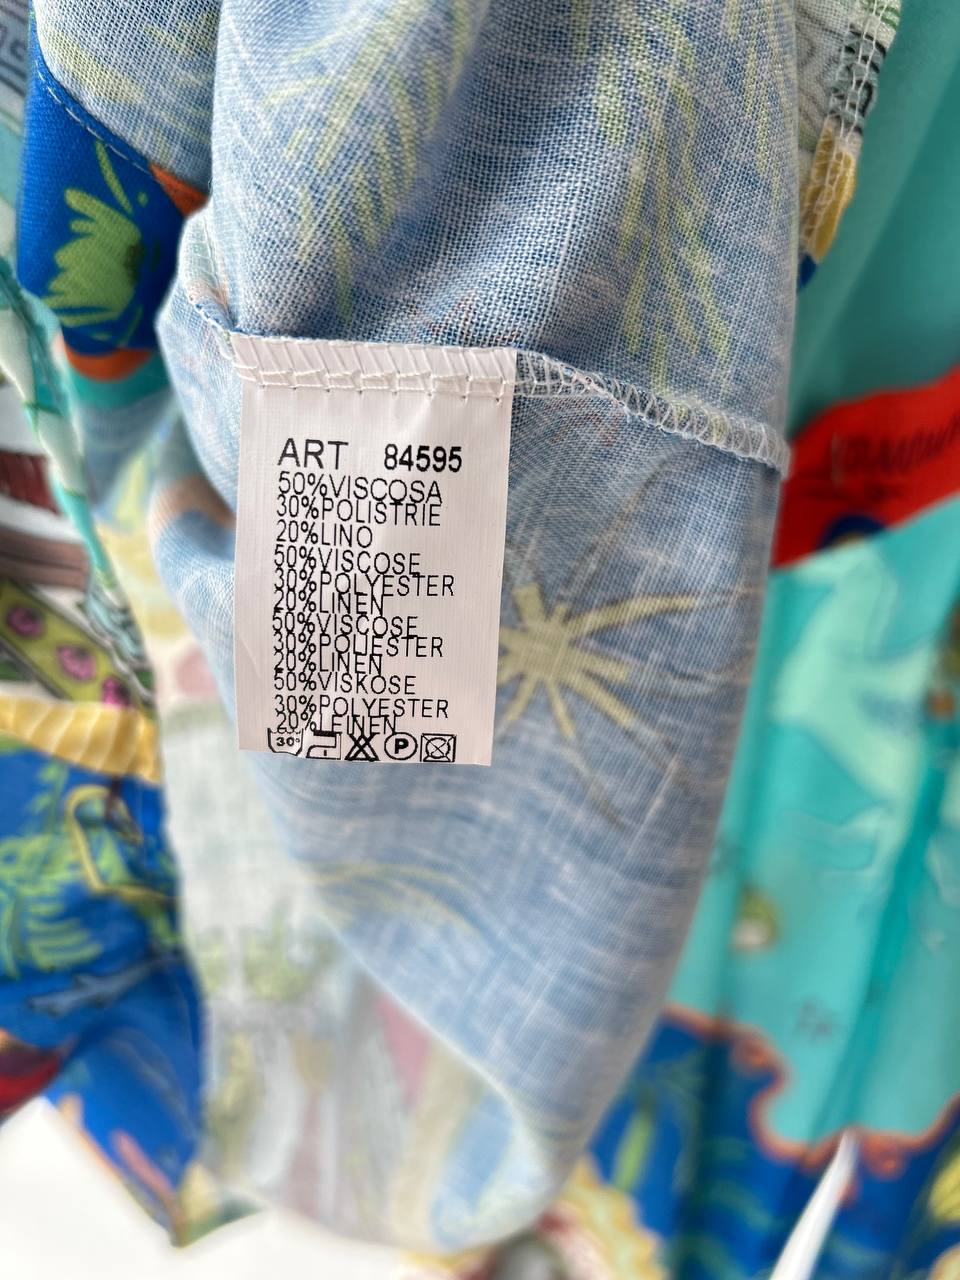 ART 84595
50%VISCOSA
30%POLISTRIE
20%LINO
50%VISCOSE
30%POLYESTER
20%LINEN
50%VISCOSE
30%POLIESTER
20%LINEN
50%VISKOSE
30%POLYESTER
20%LEINEN
30° P